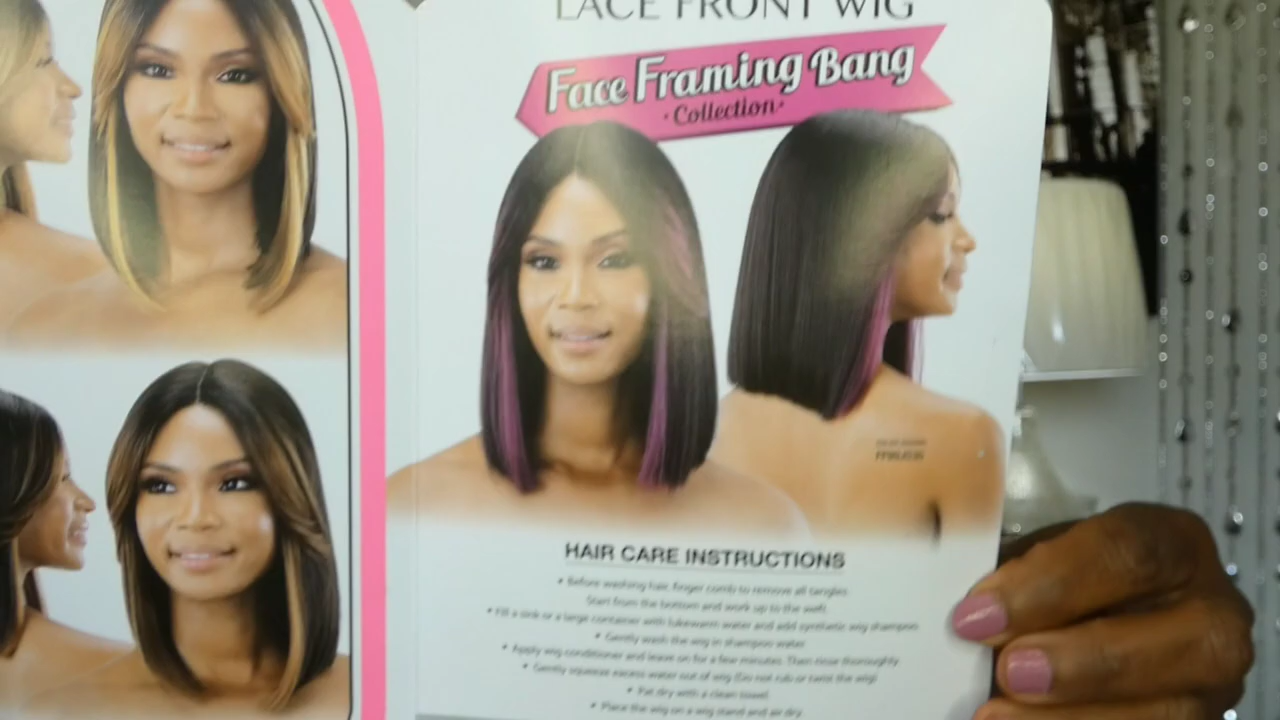 LACE FRONT WIG
Face Framing Bang
·Collection·
HAIR CARE INSTRUCTIONS
• Before washing hair, finger comb to remove all tangles.
Start from the bottom and work up to the weft.
• Fill a sink or a large container with lukewarm water and add synthetic wig shampoo.
• Gently wash the wig in shampoo water
• Apply wig conditioner and leave on for a few minutes. Then rinse thoroughly.
• Gently squeeze excess water out of wig (Do not rub or twist the wig)
• Pat dry with a clean towel
• Place the wig on a wig stand and air dry.